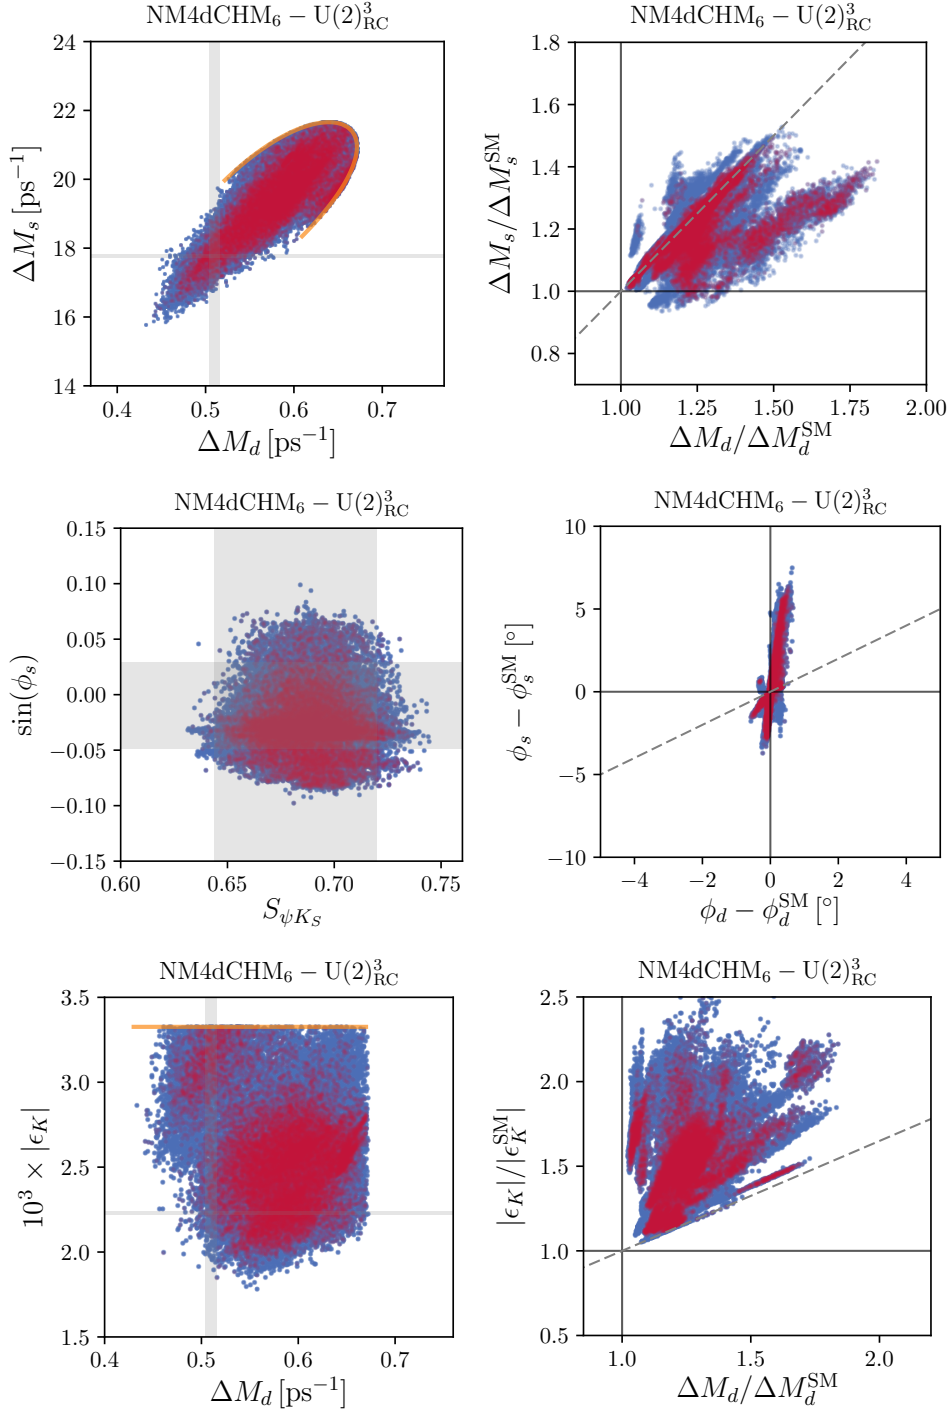 NM4dCHM₆ − U(2)³_RC
NM4dCHM₆ − U(2)³_RC
24
22
20
18
16
14
ΔM_s [ps⁻¹]
0.4 0.5 0.6 0.7
ΔM_d [ps⁻¹]
1.8
1.6
1.4
1.2
1.0
0.8
ΔM_s/ΔM_s^SM
1.00 1.25 1.50 1.75 2.00
ΔM_d/ΔM_d^SM
NM4dCHM₆ − U(2)³_RC
NM4dCHM₆ − U(2)³_RC
0.15
0.10
0.05
0.00
−0.05
−0.10
−0.15
sin(ϕ_s)
0.60 0.65 0.70 0.75
S_ψK_S
10
5
0
−5
−10
ϕ_s − ϕ_s^SM [°]
−4 −2 0 2 4
ϕ_d − ϕ_d^SM [°]
NM4dCHM₆ − U(2)³_RC
NM4dCHM₆ − U(2)³_RC
3.5
3.0
2.5
2.0
1.5
10³ × |ϵ_K|
0.4 0.5 0.6 0.7
ΔM_d [ps⁻¹]
2.5
2.0
1.5
1.0
0.5
|ϵ_K|/|ϵ_K^SM|
1.0 1.5 2.0
ΔM_d/ΔM_d^SM